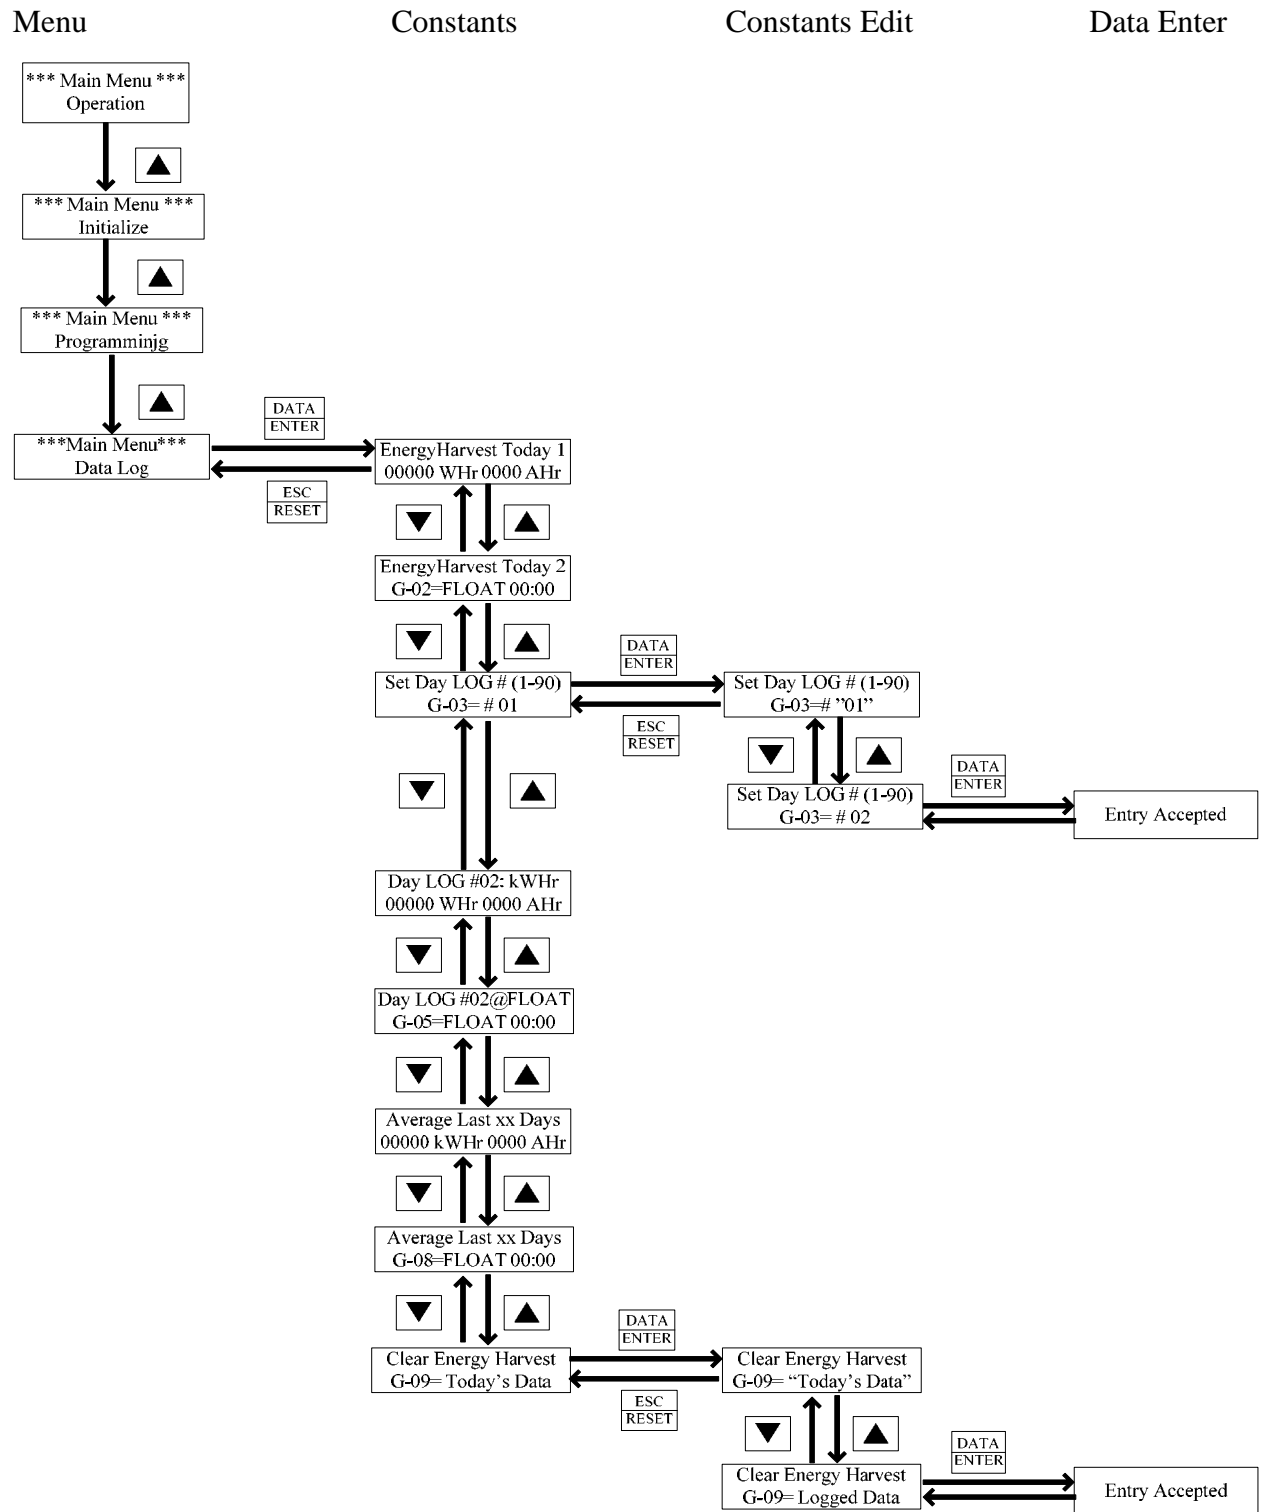 Menu
Constants
Constants Edit
Data Enter
*** Main Menu ***
Operation
*** Main Menu ***
Initialize
*** Main Menu ***
Programminjg
***Main Menu***
Data Log
DATA
ENTER
ESC
RESET
EnergyHarvest Today 1
00000 WHr 0000 AHr
EnergyHarvest Today 2
G-02=FLOAT 00:00
Set Day LOG # (1-90)
G-03= # 01
DATA
ENTER
ESC
RESET
Set Day LOG # (1-90)
G-03=# ”01”
Set Day LOG # (1-90)
G-03= # 02
DATA
ENTER
Entry Accepted
Day LOG #02: kWHr
00000 WHr 0000 AHr
Day LOG #02@FLOAT
G-05=FLOAT 00:00
Average Last xx Days
00000 kWHr 0000 AHr
Average Last xx Days
G-08=FLOAT 00:00
Clear Energy Harvest
G-09= Today's Data
DATA
ENTER
ESC
RESET
Clear Energy Harvest
G-09= “Today's Data”
Clear Energy Harvest
G-09= Logged Data
DATA
ENTER
Entry Accepted